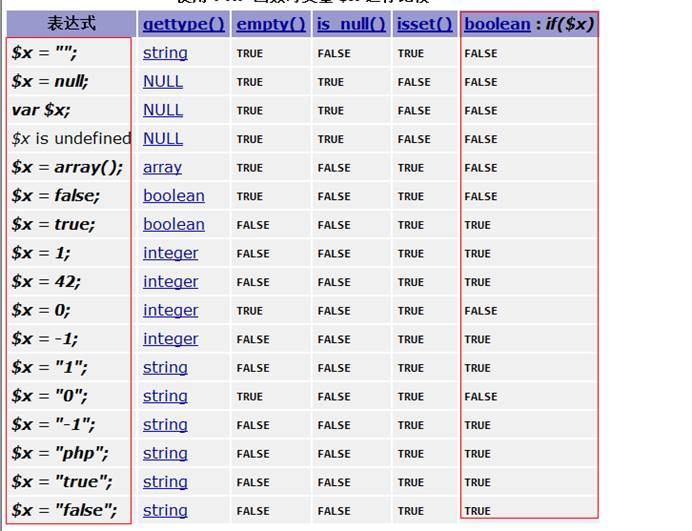 表达式 gettype() empty() is_null() isset() boolean : if($x)
$x = ""; string TRUE FALSE TRUE FALSE
$x = null; NULL TRUE TRUE FALSE FALSE
var $x; NULL TRUE TRUE FALSE FALSE
$x is undefined NULL TRUE TRUE FALSE FALSE
$x = array(); array TRUE FALSE TRUE FALSE
$x = false; boolean TRUE FALSE TRUE FALSE
$x = true; boolean FALSE FALSE TRUE TRUE
$x = 1; integer FALSE FALSE TRUE TRUE
$x = 42; integer FALSE FALSE TRUE TRUE
$x = 0; integer TRUE FALSE TRUE FALSE
$x = -1; integer FALSE FALSE TRUE TRUE
$x = "1"; string FALSE FALSE TRUE TRUE
$x = "0"; string TRUE FALSE TRUE FALSE
$x = "-1"; string FALSE FALSE TRUE TRUE
$x = "php"; string FALSE FALSE TRUE TRUE
$x = "true"; string FALSE FALSE TRUE TRUE
$x = "false"; string FALSE FALSE TRUE TRUE